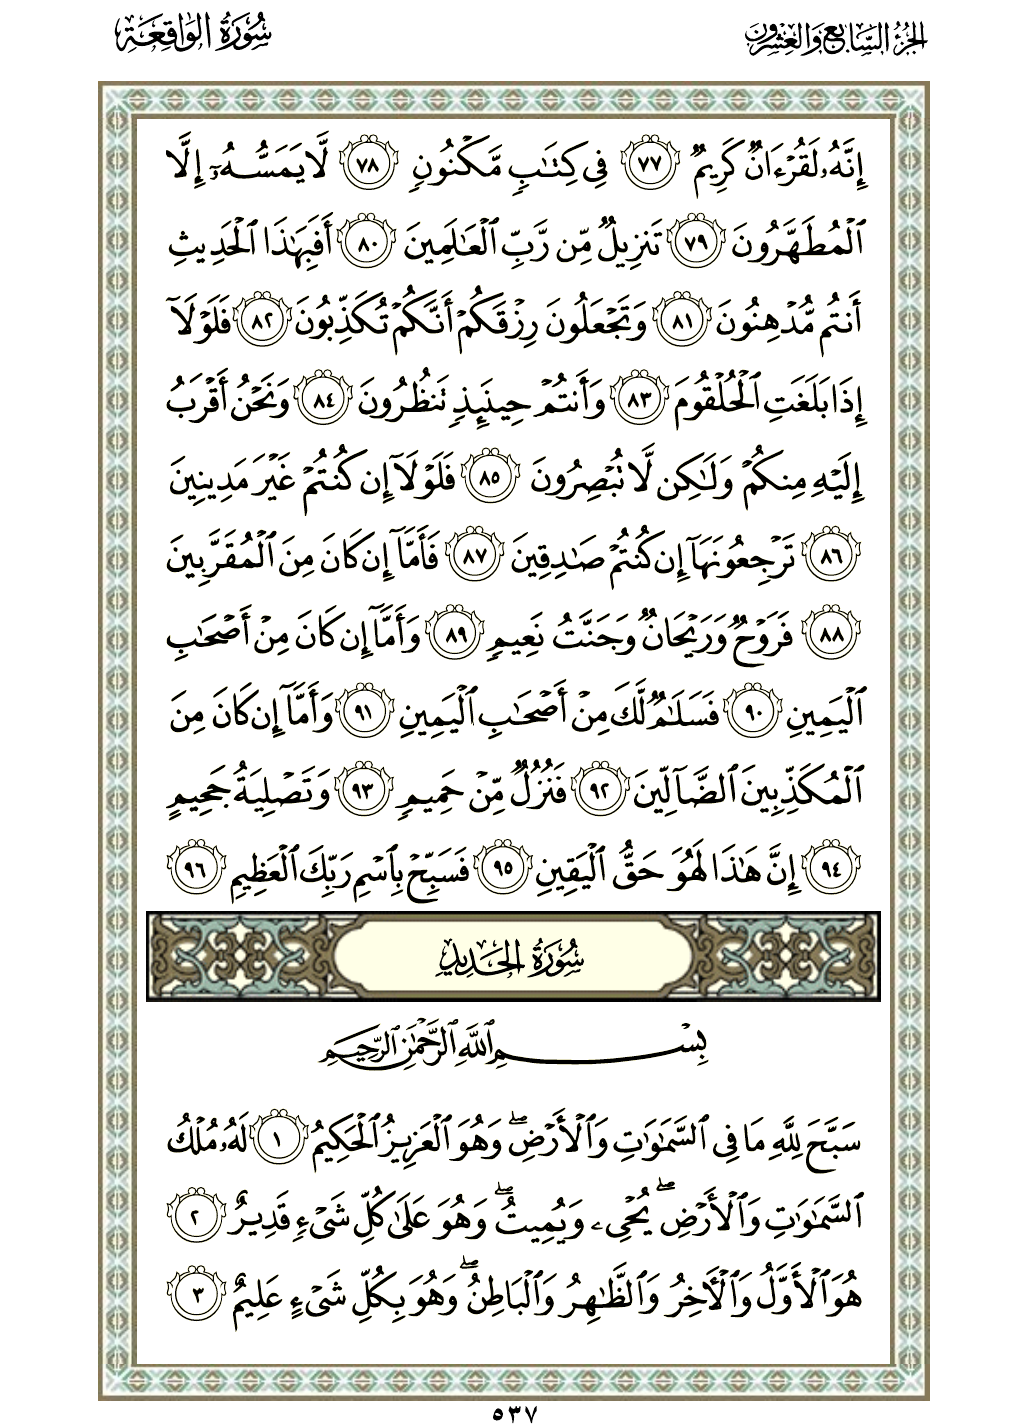 الجزء السابع والعشرون
سورة الواقعة
إِنَّهُۥ لَقُرْءَانٌ كَرِيمٌ ٧٧ فِى كِتَٰبٍ مَّكْنُونٍ ٧٨ لَّا يَمَسُّهُۥٓ إِلَّا
ٱلْمُطَهَّرُونَ ٧٩ تَنزِيلٌ مِّن رَّبِّ ٱلْعَٰلَمِينَ ٨٠ أَفَبِهَٰذَا ٱلْحَدِيثِ
أَنتُم مُّدْهِنُونَ ٨١ وَتَجْعَلُونَ رِزْقَكُمْ أَنَّكُمْ تُكَذِّبُونَ ٨٢ فَلَوْلَآ
إِذَا بَلَغَتِ ٱلْحُلْقُومَ ٨٣ وَأَنتُمْ حِينَئِذٍ تَنظُرُونَ ٨٤ وَنَحْنُ أَقْرَبُ
إِلَيْهِ مِنكُمْ وَلَٰكِن لَّا تُبْصِرُونَ ٨٥ فَلَوْلَآ إِن كُنتُمْ غَيْرَ مَدِينِينَ
٨٦ تَرْجِعُونَهَآ إِن كُنتُمْ صَٰدِقِينَ ٨٧ فَأَمَّآ إِن كَانَ مِنَ ٱلْمُقَرَّبِينَ
٨٨ فَرَوْحٌ وَرَيْحَانٌ وَجَنَّتُ نَعِيمٍ ٨٩ وَأَمَّآ إِن كَانَ مِنْ أَصْحَٰبِ
ٱلْيَمِينِ ٩٠ فَسَلَٰمٌ لَّكَ مِنْ أَصْحَٰبِ ٱلْيَمِينِ ٩١ وَأَمَّآ إِن كَانَ مِنَ
ٱلْمُكَذِّبِينَ ٱلضَّآلِّينَ ٩٢ فَنُزُلٌ مِّنْ حَمِيمٍ ٩٣ وَتَصْلِيَةُ جَحِيمٍ
٩٤ إِنَّ هَٰذَا لَهُوَ حَقُّ ٱلْيَقِينِ ٩٥ فَسَبِّحْ بِٱسْمِ رَبِّكَ ٱلْعَظِيمِ ٩٦
سُورَةُ الحَدِيدِ
بِسْمِ ٱللَّهِ ٱلرَّحْمَٰنِ ٱلرَّحِيمِ
سَبَّحَ لِلَّهِ مَا فِى ٱلسَّمَٰوَٰتِ وَٱلْأَرْضِ ۖ وَهُوَ ٱلْعَزِيزُ ٱلْحَكِيمُ ١ لَهُۥ مُلْكُ
ٱلسَّمَٰوَٰتِ وَٱلْأَرْضِ ۖ يُحْىِۦ وَيُمِيتُ ۖ وَهُوَ عَلَىٰ كُلِّ شَىْءٍ قَدِيرٌ ٢
هُوَ ٱلْأَوَّلُ وَٱلْـَٔاخِرُ وَٱلظَّٰهِرُ وَٱلْبَاطِنُ ۖ وَهُوَ بِكُلِّ شَىْءٍ عَلِيمٌ ٣
٥٣٧